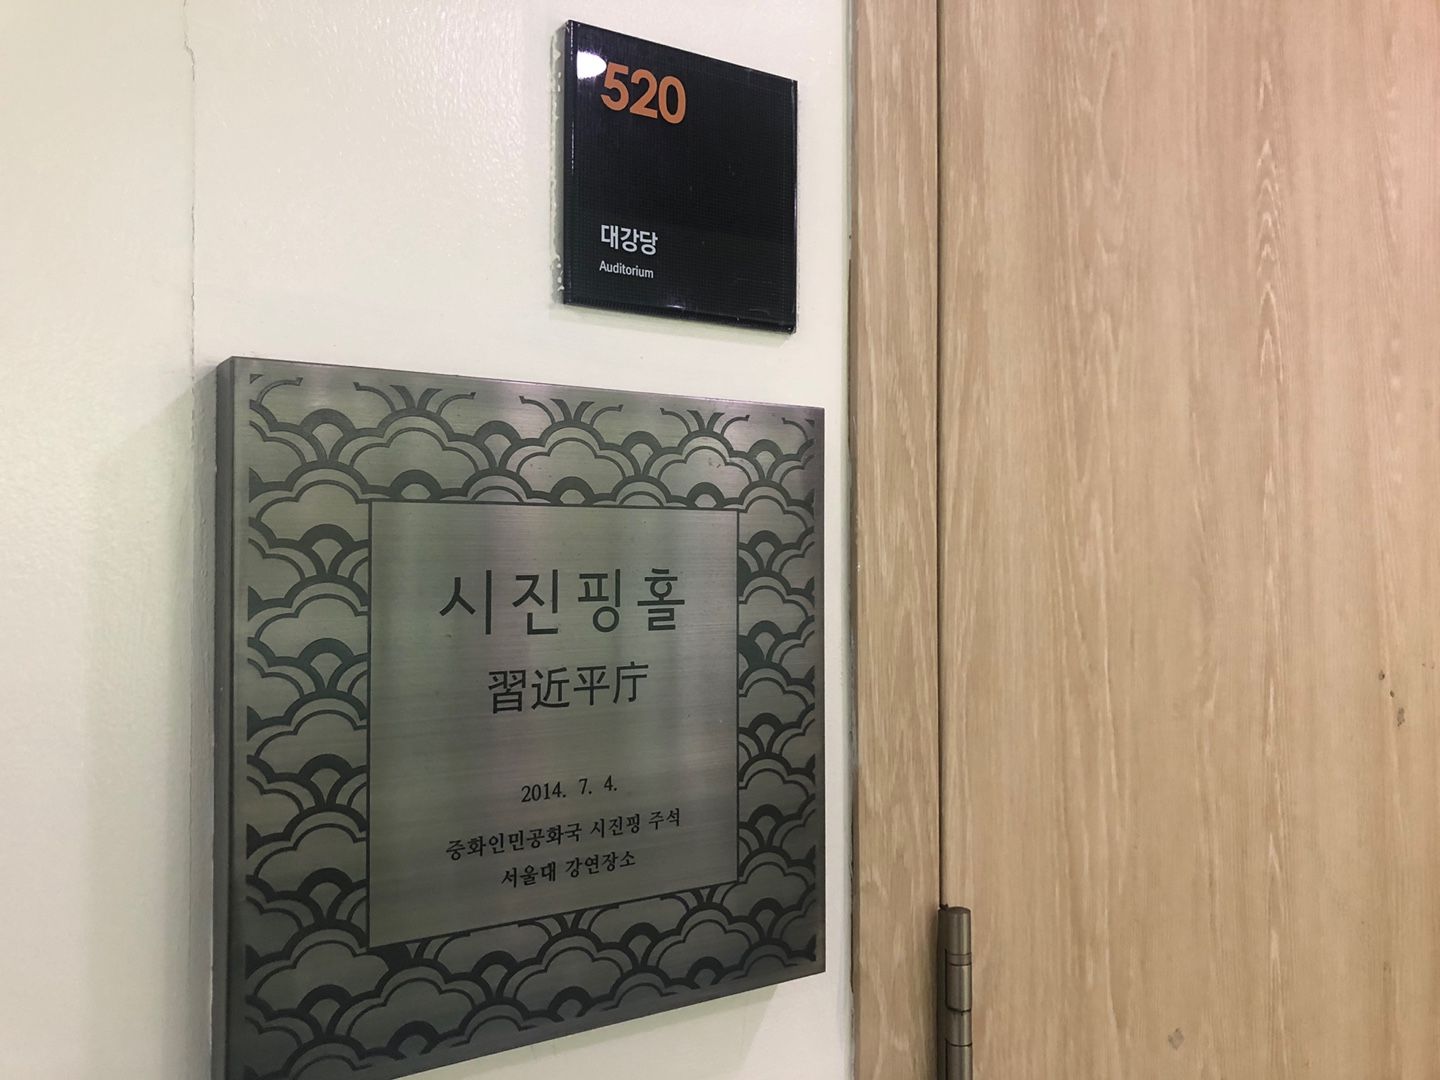 520
대강당
Auditorium
시진핑홀
習近平庁
2014. 7. 4.
중화인민공화국 시진핑 주석
서울대 강연장소